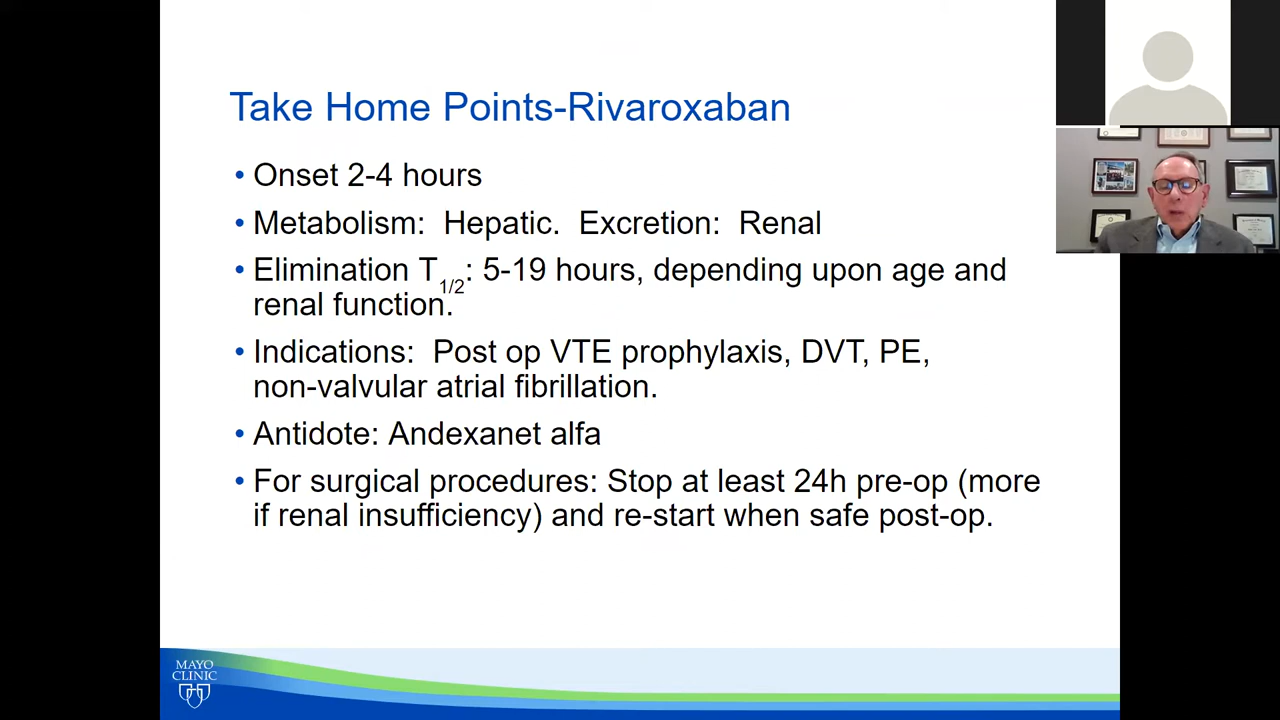 Take Home Points-Rivaroxaban
• Onset 2-4 hours
• Metabolism: Hepatic. Excretion: Renal
• Elimination T1/2: 5-19 hours, depending upon age and
renal function.
• Indications: Post op VTE prophylaxis, DVT, PE,
non-valvular atrial fibrillation.
• Antidote: Andexanet alfa
• For surgical procedures: Stop at least 24h pre-op (more
if renal insufficiency) and re-start when safe post-op.
MAYO
CLINIC